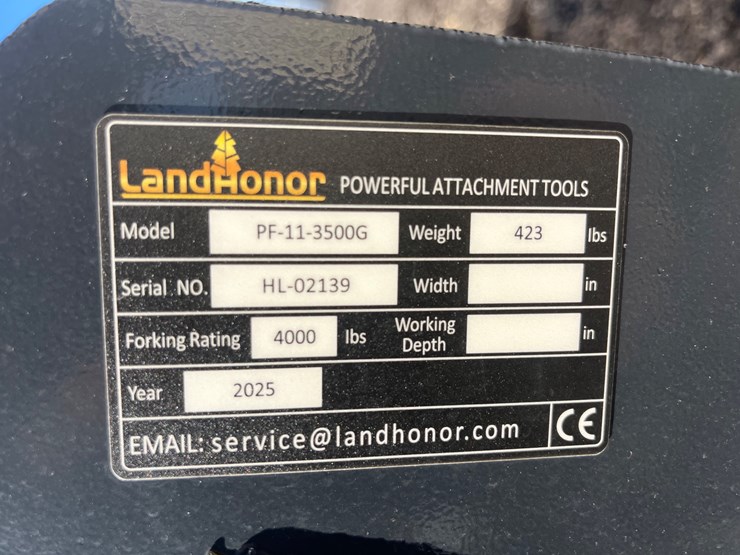 LandHonor POWERFUL ATTACHMENT TOOLS
Model PF-11-3500G Weight 423 lbs
Serial NO. HL-02139 Width in
Forking Rating 4000 lbs Working Depth in
Year 2025
EMAIL: service@landhonor.com CE